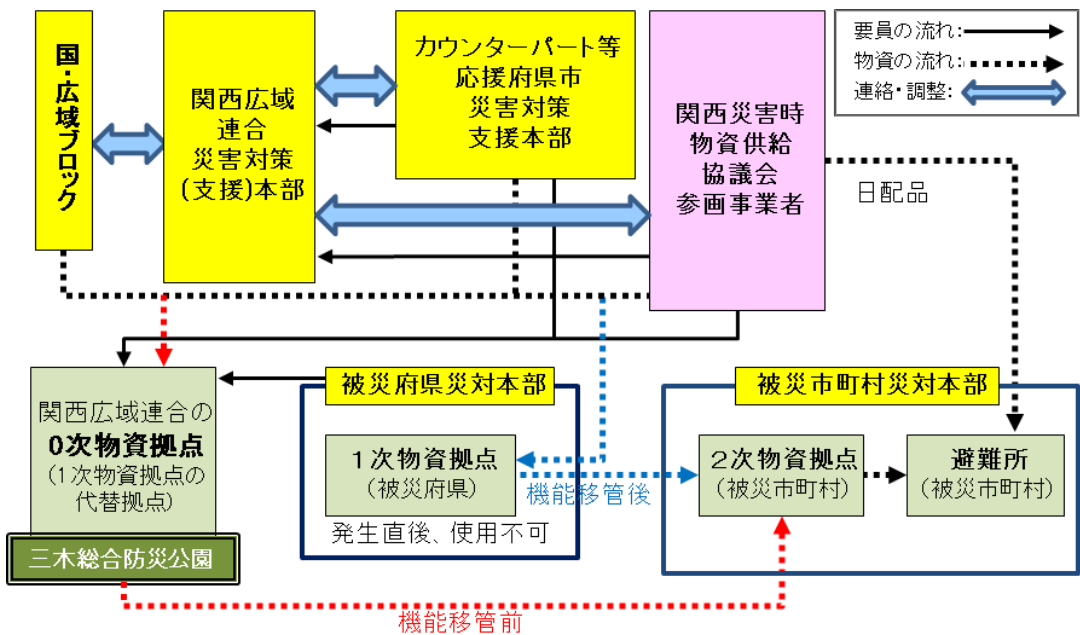 国・広域ブロック
関西広域
連合
災害対策
(支援)本部
カウンターパート等
応援府県市
災害対策
支援本部
関西災害時
物資供給
協議会
参画事業者
要員の流れ:
物資の流れ:
連絡・調整:
日配品
関西広域連合の
0次物資拠点
(1次物資拠点の
代替拠点)
三木総合防災公園
被災府県災対本部
1次物資拠点
(被災府県)
発生直後、使用不可
機能移管後
被災市町村災対本部
2次物資拠点
(被災市町村)
避難所
(被災市町村)
機能移管前